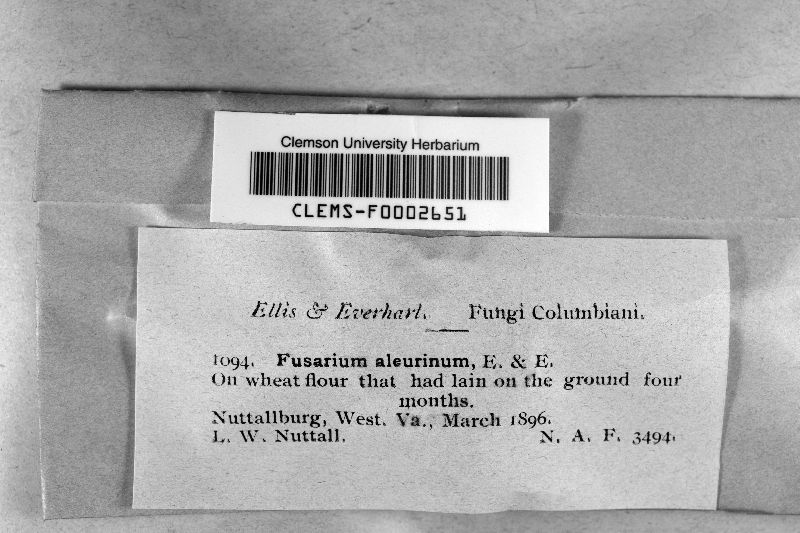 Clemson University Herbarium
CLEMS-F0002651
Ellis & Everhart. Fungi Columbiani.
1094. Fusarium aleurinum, E. & E.
On wheat flour that had lain on the ground four
months.
Nuttallburg, West. Va., March 1896.
L. W. Nuttall. N. A. F. 3494.